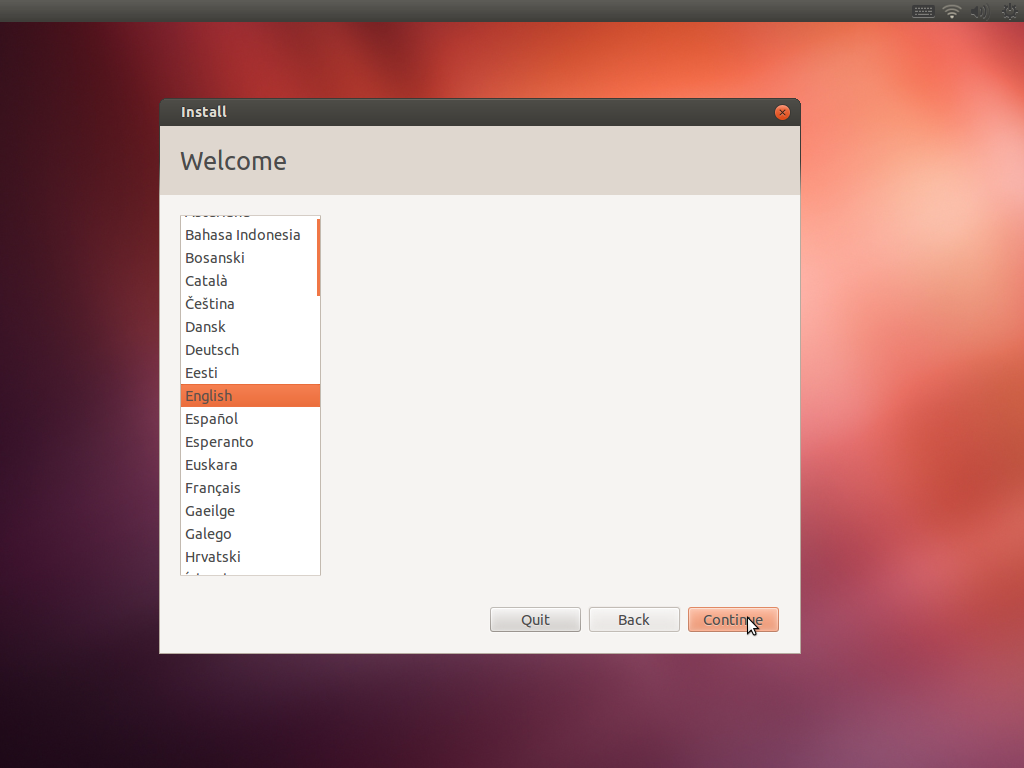 Install
Welcome
Bahasa Indonesia
Bosanski
Català
Čeština
Dansk
Deutsch
Eesti
English
Español
Esperanto
Euskara
Français
Gaeilge
Galego
Hrvatski
Quit Back Continue